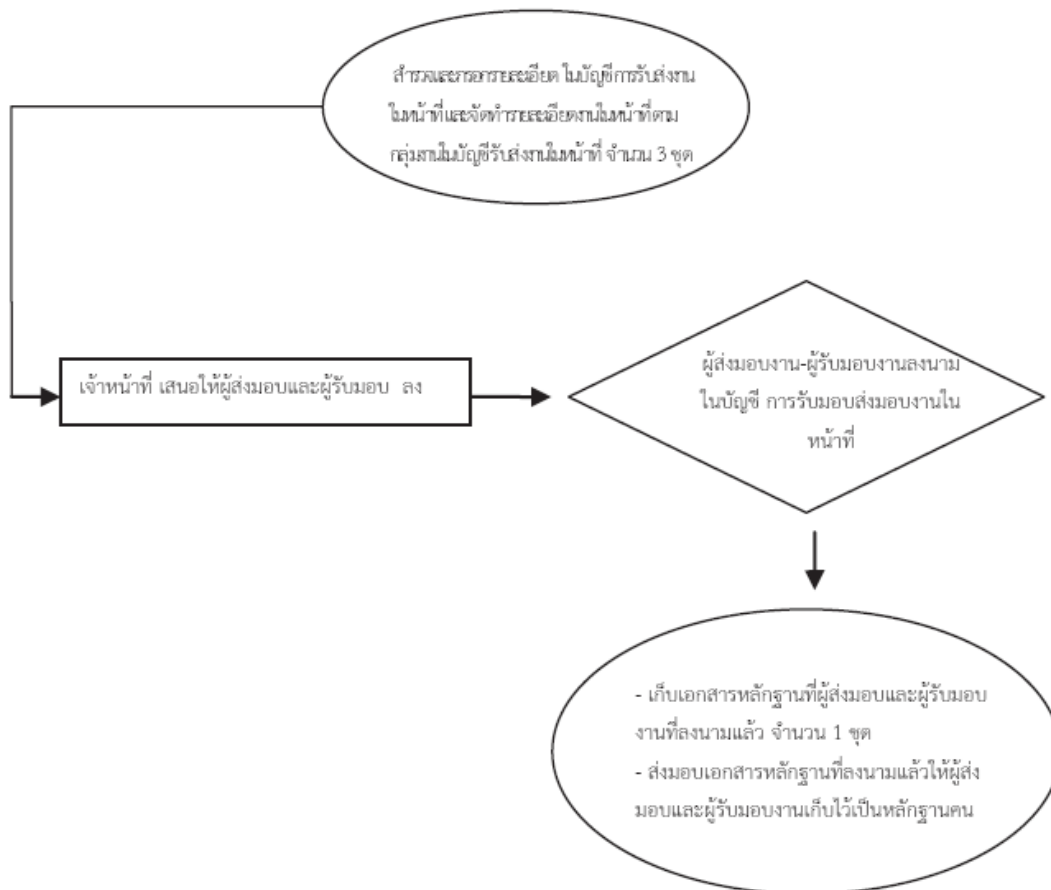 สำรวจและกรอกรายละเอียด ในบัญชีการรับส่งงาน
ในหน้าที่และจัดทำรายละเอียดงานในหน้าที่ตาม
กลุ่มงานในบัญชีรับส่งงานในหน้าที่ จำนวน 3 ชุด
เจ้าหน้าที่ เสนอให้ผู้ส่งมอบและผู้รับมอบ ลง
ผู้ส่งมอบงาน-ผู้รับมอบงานลงนาม
ในบัญชี การรับมอบส่งมอบงานใน
หน้าที่
- เก็บเอกสารหลักฐานที่ผู้ส่งมอบและผู้รับมอบ
งานที่ลงนามแล้ว จำนวน 1 ชุด
- ส่งมอบเอกสารหลักฐานที่ลงนามแล้วให้ผู้ส่ง
มอบและผู้รับมอบงานเก็บไว้เป็นหลักฐานคน